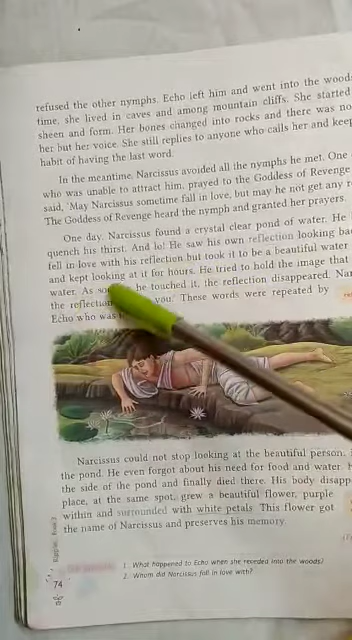 refused the other nymphs. Echo left him and went into the woods
time, she lived in caves and among mountain cliffs. She started
sheen and form. Her bones changed into rocks and there was no
her but her voice. She still replies to anyone who calls her and keep
habit of having the last word.
In the meantime, Narcissus avoided all the nymphs he met. One
who was unable to attract him, prayed to the Goddess of Revenge
said, 'May Narcissus sometime fall in love, but may he not get any
The Goddess of Revenge heard the nymph and granted her prayers.
One day, Narcissus found a crystal clear pond of water. He
quench his thirst. And lo! He saw his own reflection looking
fell in love with his reflection but took it to be a beautiful water
and kept looking at it for hours. He tried to hold the image that
water. As he touched it, the reflection disappeared.
the reflection you. These words were repeated by
Echo who was
Narcissus could not stop looking at the beautiful person,
the pond. He even forgot about his need for food and water.
the side of the pond and finally died there. His body
place, at the same spot, grew a beautiful flower, purple
within and surrounded with white petals. This flower got
the name of Narcissus and preserves his memory.
1. What happened to Echo when she receded into the woods?
2. Whom did Narcissus fall in love with?
74